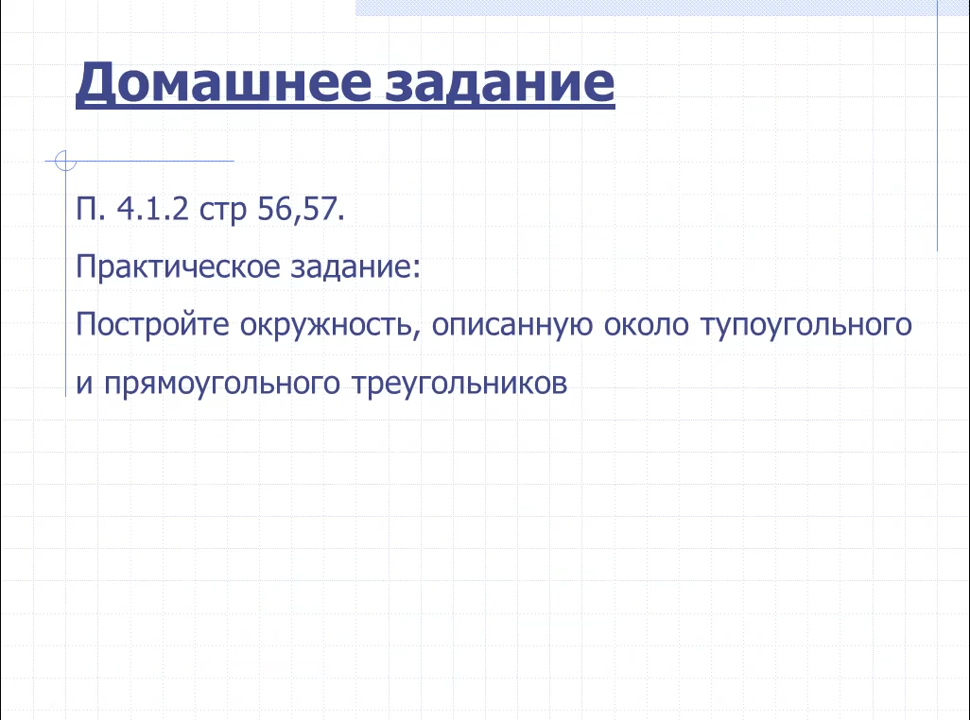 Домашнее задание
П. 4.1.2 стр 56,57.
Практическое задание:
Постройте окружность, описанную около тупоугольного
и прямоугольного треугольников